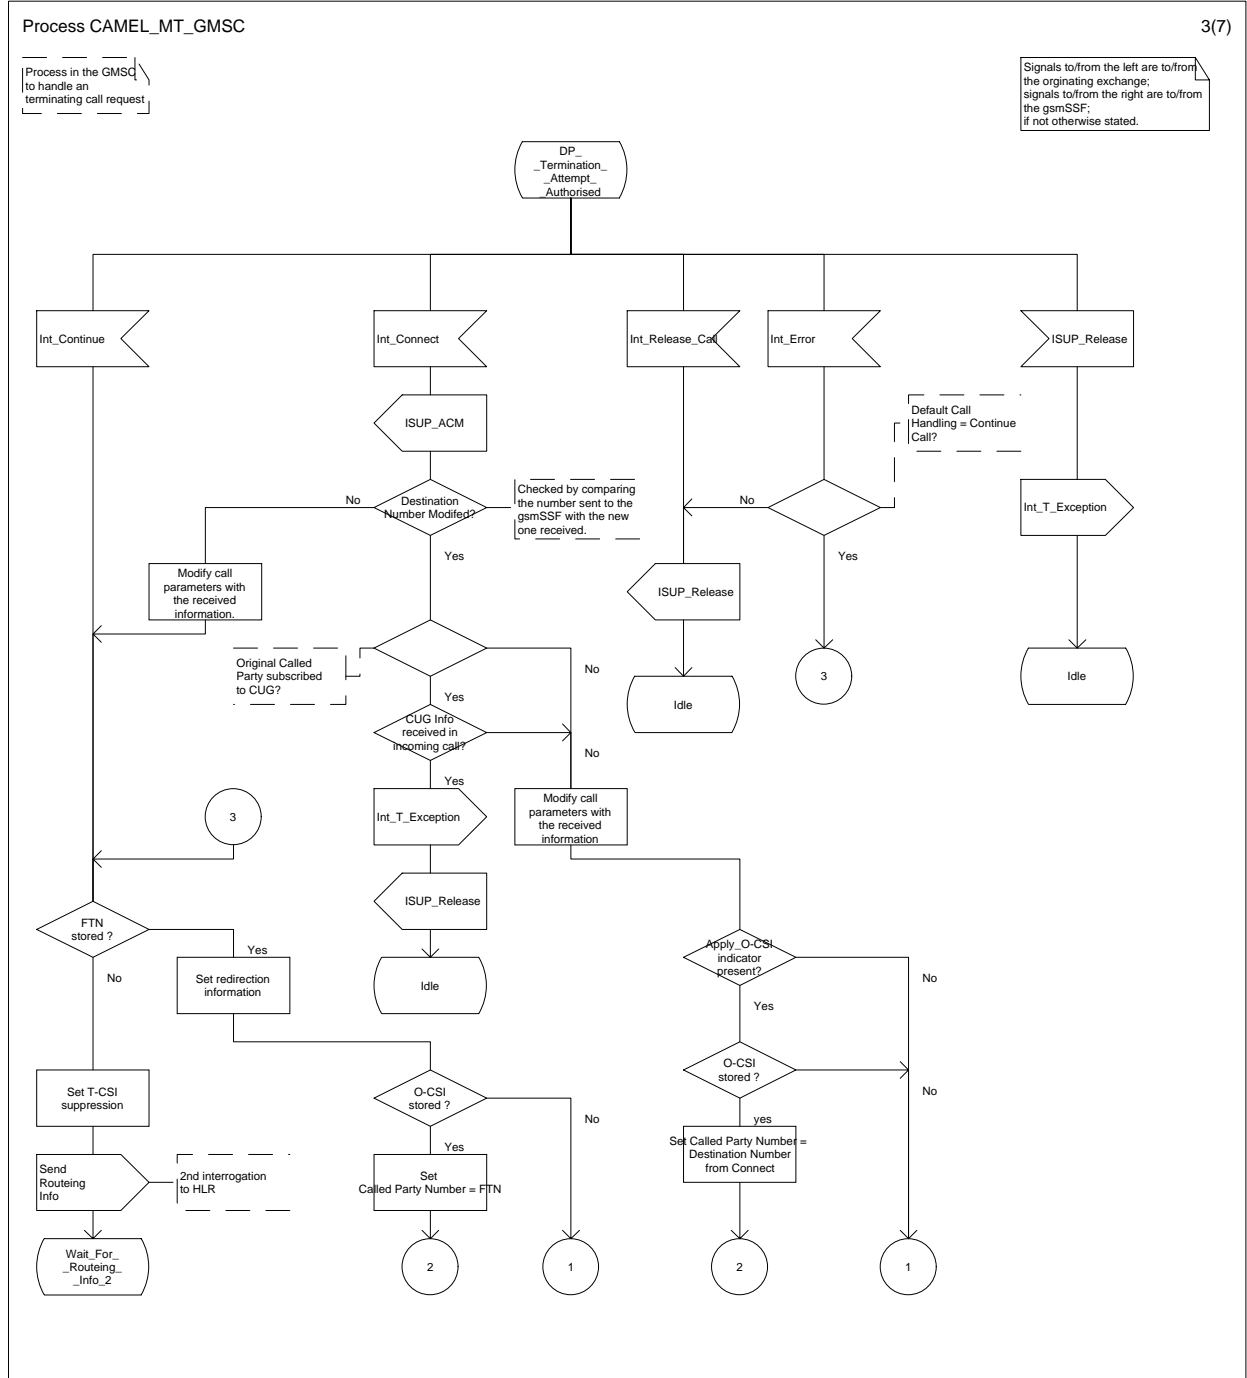 Process CAMEL_MT_GMSC
3(7)
Process in the GMSC
to handle an
terminating call request
Signals to/from the left are to/from
the orginating exchange;
signals to/from the right are to/from
the gsmSSF;
if not otherwise stated.
DP_
_Termination_
_Attempt_
_Authorised
Int_Continue
Int_Connect
Int_Release_Call
Int_Error
ISUP_Release
ISUP_ACM
Default Call
Handling = Continue
Call?
No
Destination
Number Modifed?
Checked by comparing
the number sent to the
gsmSSF with the new
one received.
No
Int_T_Exception
Yes
Yes
Modify call
parameters with
the received
information.
ISUP_Release
Original Called
Party subscribed
to CUG?
No
3
Idle
Yes
Idle
CUG Info
received in
incoming call?
No
Yes
3
Int_T_Exception
Modify call
parameters with
the received
information
ISUP_Release
FTN
stored ?
Yes
No
Set redirection
information
Idle
Apply_O-CSI
indicator
present?
No
Yes
Set T-CSI
suppression
O-CSI
stored ?
No
O-CSI
stored ?
No
Yes
yes
Send
Routeing
Info
2nd interrogation
to HLR
Set
Called Party Number = FTN
Set Called Party Number =
Destination Number
from Connect
Wait_For_
_Routeing_
_Info_2
2
1
2
1